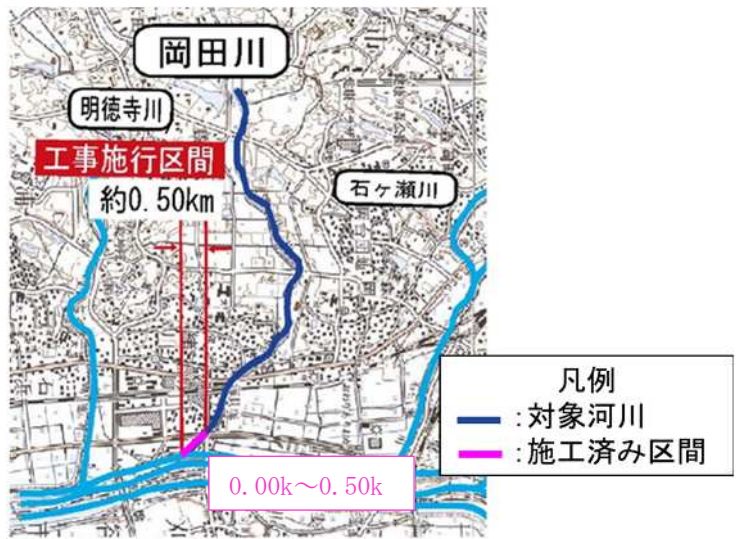 岡田川
明徳寺川
工事施行区間
約0.50km
石ヶ瀬川
凡例
:対象河川
:施工済み区間
0.00k～0.50k